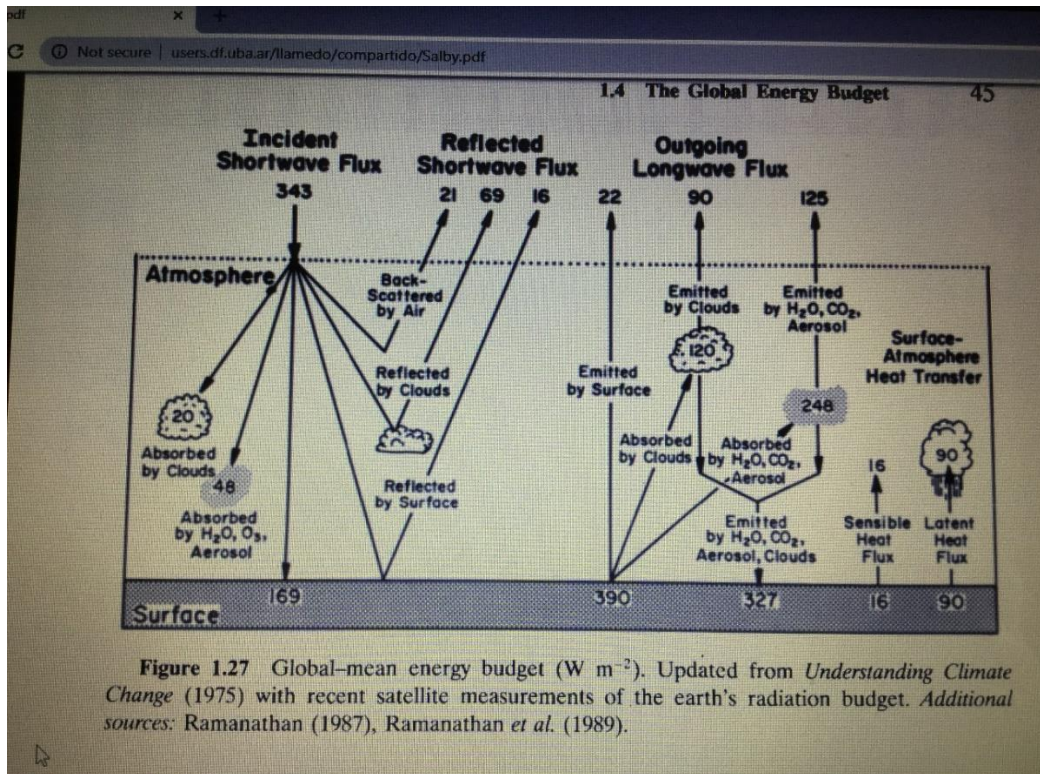 pdf
Not secure | users.df.uba.ar/llamedo/compartido/Salby.pdf
1.4 The Global Energy Budget 45
Incident
Shortwave Flux
343
Reflected
Shortwave Flux
21 69 16
Outgoing
Longwave Flux
22 90 125
Atmosphere
Back-
Scattered
by Air
Emitted
by Clouds
Emitted
by H₂O, CO₂,
Aerosol
120
Surface-
Atmosphere
Heat Transfer
Reflected
by Clouds
Emitted
by Surface
248
20
Absorbed
by Clouds
48
Absorbed
by H₂O, O₃,
Aerosol
Reflected
by Surface
Absorbed
by Clouds
Absorbed
by H₂O, CO₂,
Aerosol
16
90
Emitted
by H₂O, CO₂,
Aerosol, Clouds
Sensible
Heat
Flux
Latent
Heat
Flux
169 390 327 16 90
Surface
Figure 1.27 Global–mean energy budget (W m⁻²). Updated from Understanding Climate
Change (1975) with recent satellite measurements of the earth's radiation budget. Additional
sources: Ramanathan (1987), Ramanathan et al. (1989).